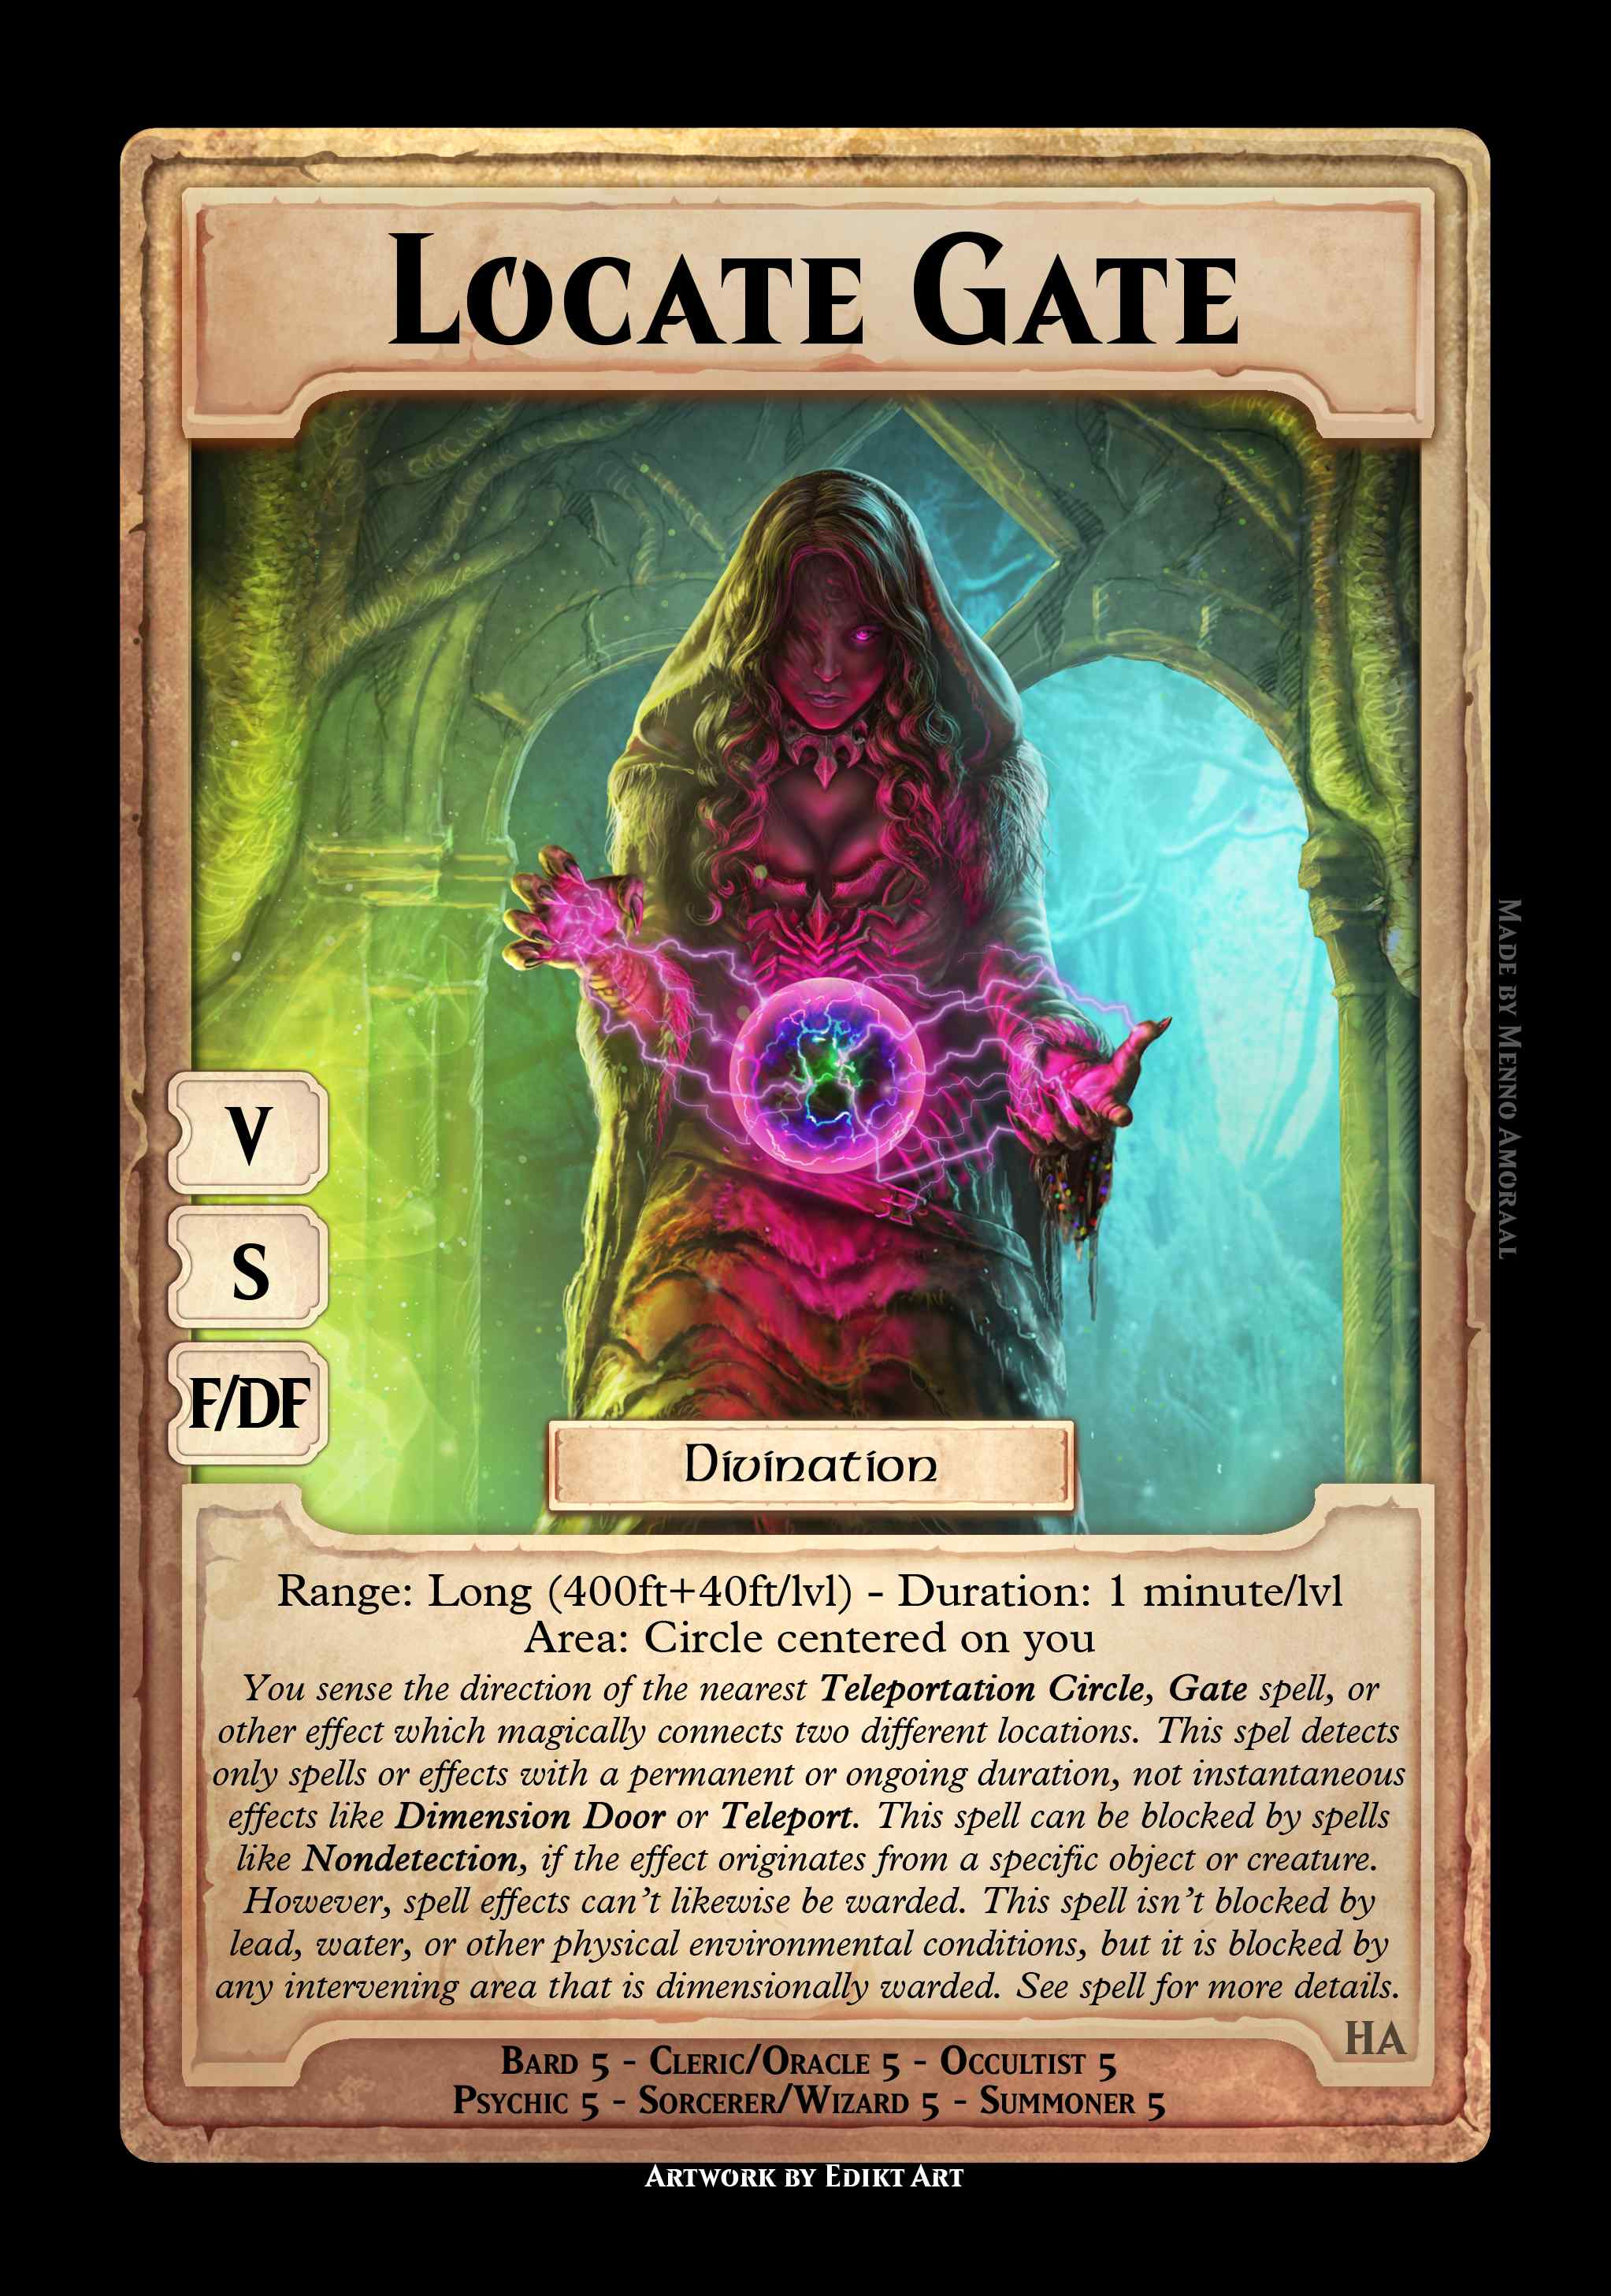 Locate Gate
V
S
F/DF
Divination
Range: Long (400ft+40ft/lvl) - Duration: 1 minute/lvl
Area: Circle centered on you
You sense the direction of the nearest Teleportation Circle, Gate spell, or
other effect which magically connects two different locations. This spel detects
only spells or effects with a permanent or ongoing duration, not instantaneous
effects like Dimension Door or Teleport. This spell can be blocked by spells
like Nondetection, if the effect originates from a specific object or creature.
However, spell effects can't likewise be warded. This spell isn't blocked by
lead, water, or other physical environmental conditions, but it is blocked by
any intervening area that is dimensionally warded. See spell for more details.
HA
Bard 5 - Cleric/Oracle 5 - Occultist 5
Psychic 5 - Sorcerer/Wizard 5 - Summoner 5
Artwork by Edikt Art
Made by Menno Amoraal